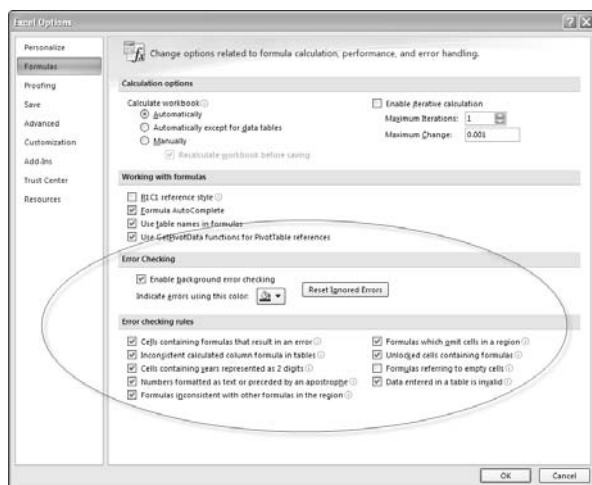 Excel Options
Personalize
Formulas
Proofing
Save
Advanced
Customization
Add-Ins
Trust Center
Resources
Change options related to formula calculation, performance, and error handling.
Calculation options
Calculate workbook
Automatically
Automatically except for data tables
Manually
Recalculate workbook before saving
Enable iterative calculation
Maximum Iterations: 1
Maximum Change: 0.001
Working with formulas
R1C1 reference style
Formula AutoComplete
Use table names in formulas
Use GetPivotData functions for PivotTable references
Error Checking
Enable background error checking
Indicate errors using this color:
Reset Ignored Errors
Error checking rules
Cells containing formulas that result in an error
Inconsistent calculated column formula in tables
Cells containing years represented as 2 digits
Numbers formatted as text or preceded by an apostrophe
Formulas inconsistent with other formulas in the region
Formulas which omit cells in a region
Unlocked cells containing formulas
Formulas referring to empty cells
Data entered in a table is invalid
OK
Cancel